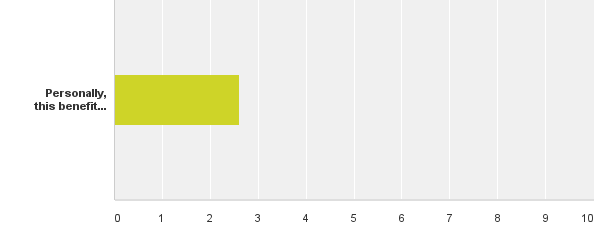 Personally,
this benefit...
0 1 2 3 4 5 6 7 8 9 10